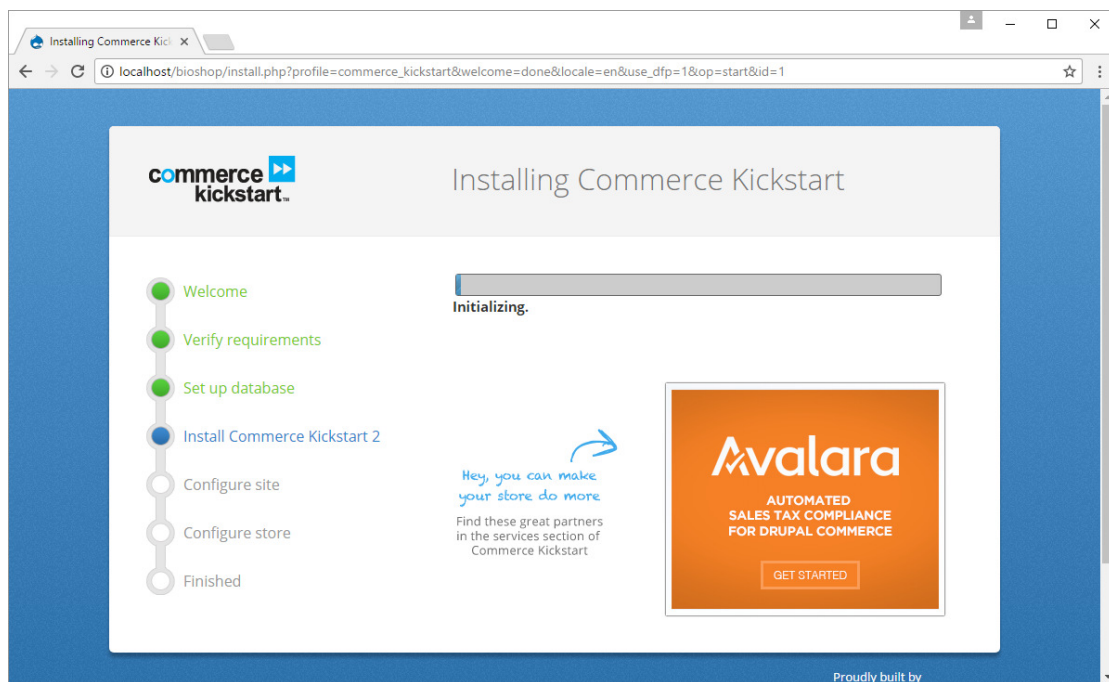 Installing Commerce Kick
localhost/bioshop/install.php?profile=commerce_kickstart&welcome=done&locale=en&use_dfp=1&op=start&id=1
commerce
kickstart™
Installing Commerce Kickstart
Welcome
Verify requirements
Set up database
Install Commerce Kickstart 2
Configure site
Configure store
Finished
Initializing.
Hey, you can make
your store do more
Find these great partners
in the services section of
Commerce Kickstart
Avalara
AUTOMATED
SALES TAX COMPLIANCE
FOR DRUPAL COMMERCE
GET STARTED
Proudly built by